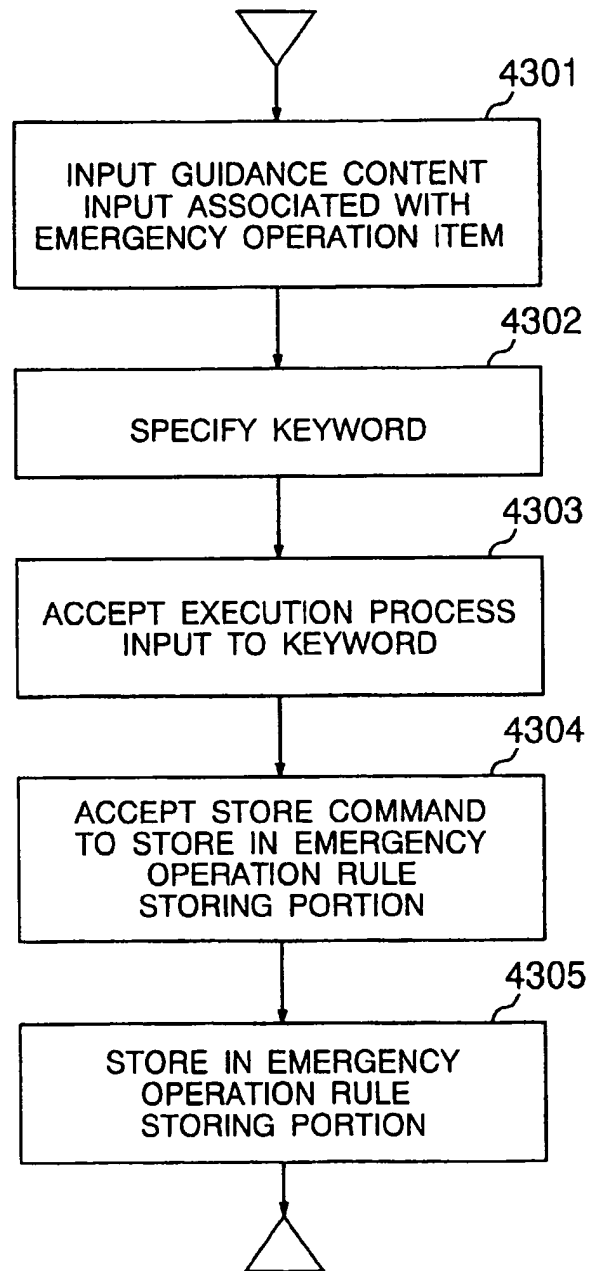 4301
INPUT GUIDANCE CONTENT
INPUT ASSOCIATED WITH
EMERGENCY OPERATION ITEM
4302
SPECIFY KEYWORD
4303
ACCEPT EXECUTION PROCESS
INPUT TO KEYWORD
4304
ACCEPT STORE COMMAND
TO STORE IN EMERGENCY
OPERATION RULE
STORING PORTION
4305
STORE IN EMERGENCY
OPERATION RULE
STORING PORTION